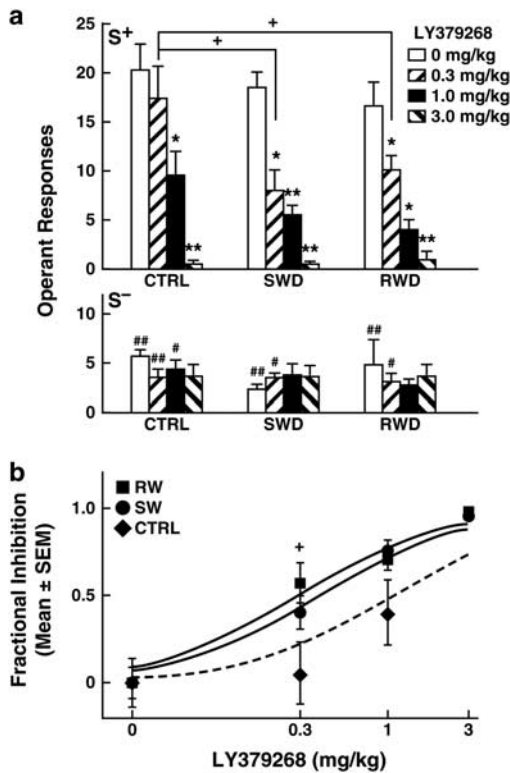 a
S+
+
+
LY379268
0 mg/kg
0.3 mg/kg
1.0 mg/kg
3.0 mg/kg
Operant Responses
25
20
15
10
5
0
*
**
*
**
**
*
*
**
CTRL
SWD
RWD
S−
10
5
0
##
##
#
##
#
##
#
CTRL
SWD
RWD
b
RW
SW
CTRL
Fractional Inhibition
(Mean ± SEM)
1.0
0.5
0
+
0
0.3
1
3
LY379268 (mg/kg)